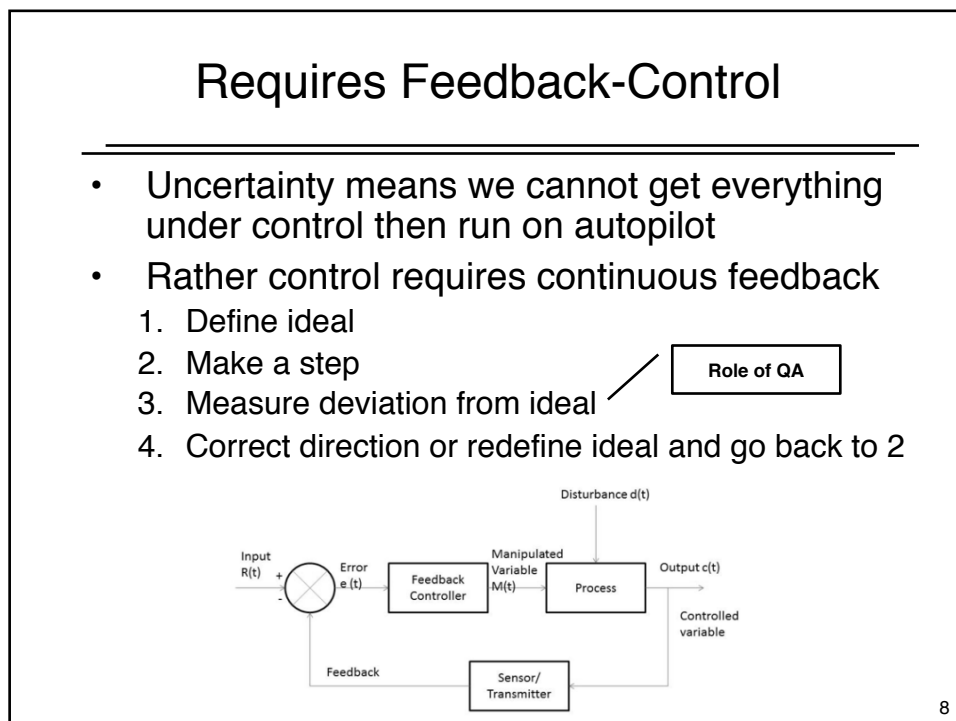 Requires Feedback-Control
• Uncertainty means we cannot get everything
under control then run on autopilot
• Rather control requires continuous feedback
1. Define ideal
2. Make a step
Role of QA
3. Measure deviation from ideal
4. Correct direction or redefine ideal and go back to 2
Disturbance d(t)
Input
R(t)
+
-
Error
e (t)
Feedback
Controller
Manipulated
Variable
M(t)
Process
Output c(t)
Controlled
variable
Feedback
Sensor/
Transmitter
8